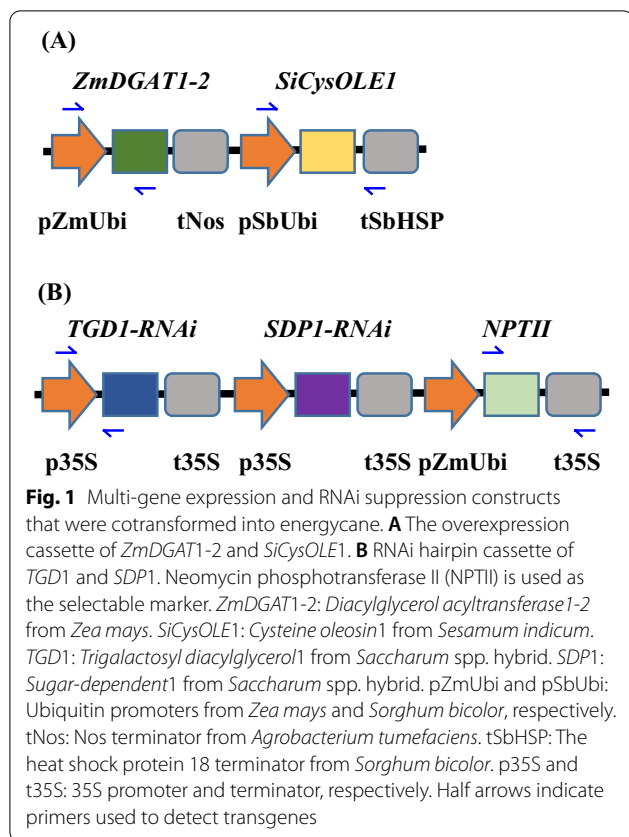 (A)
ZmDGAT1-2 SiCysOLE1
pZmUbi tNos pSbUbi tSbHSP
(B)
TGD1-RNAi SDP1-RNAi NPTII
p35S t35S p35S t35S pZmUbi t35S
Fig. 1 Multi-gene expression and RNAi suppression constructs
that were cotransformed into energycane. A The overexpression
cassette of ZmDGAT1-2 and SiCysOLE1. B RNAi hairpin cassette of
TGD1 and SDP1. Neomycin phosphotransferase II (NPTII) is used as
the selectable marker. ZmDGAT1-2: Diacylglycerol acyltransferase1-2
from Zea mays. SiCysOLE1: Cysteine oleosin1 from Sesamum indicum.
TGD1: Trigalactosyl diacylglycerol1 from Saccharum spp. hybrid. SDP1:
Sugar-dependent1 from Saccharum spp. hybrid. pZmUbi and pSbUbi:
Ubiquitin promoters from Zea mays and Sorghum bicolor, respectively.
tNos: Nos terminator from Agrobacterium tumefaciens. tSbHSP: The
heat shock protein 18 terminator from Sorghum bicolor. p35S and
t35S: 35S promoter and terminator, respectively. Half arrows indicate
primers used to detect transgenes